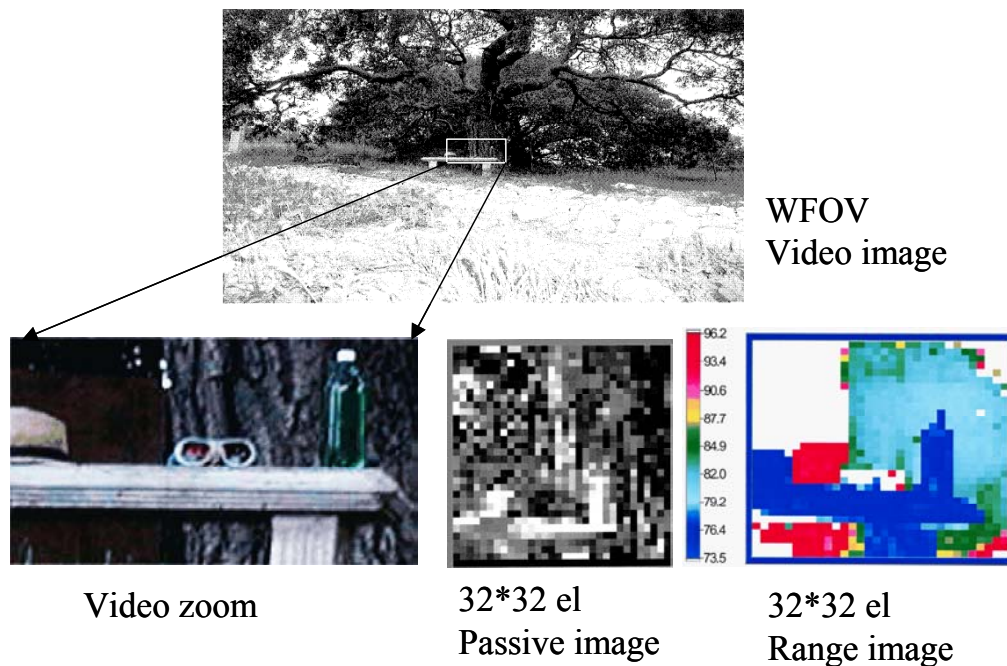 WFOV
Video image
96.2
93.4
90.6
87.7
84.9
82.0
79.2
76.4
73.5
Video zoom
32*32 el
Passive image
32*32 el
Range image